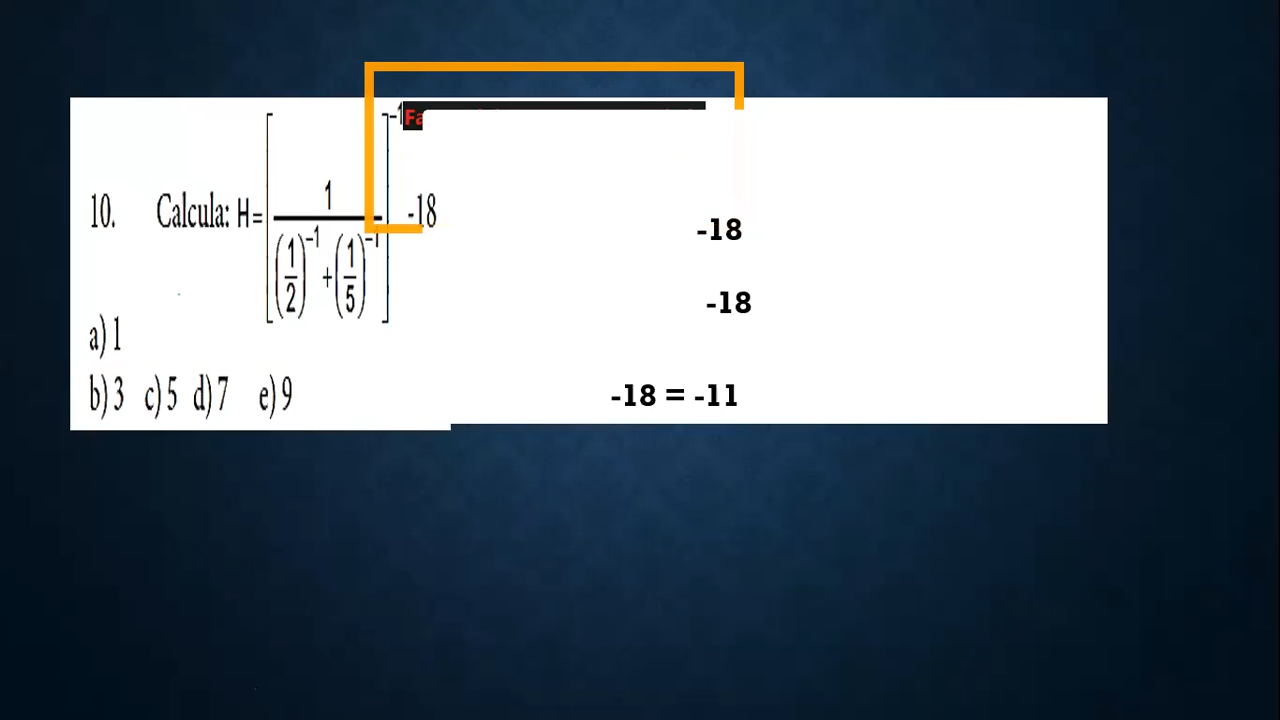 10. Calcula: H = [1 / ((1/2)^-1 + (1/5)^-1)]^-1 -18
-18
-18
a) 1
b) 3 c) 5 d) 7 e) 9
-18 = -11